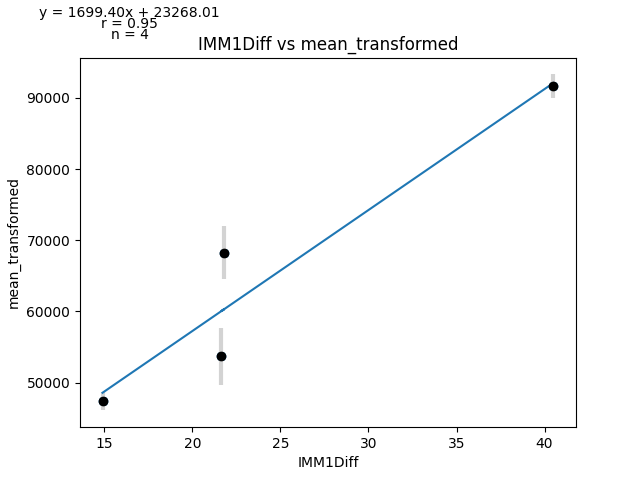 y = 1699.40x + 23268.01
r = 0.95
n = 4
IMM1Diff vs mean_transformed
90000
80000
70000
60000
50000
mean_transformed
15 20 25 30 35 40
IMM1Diff